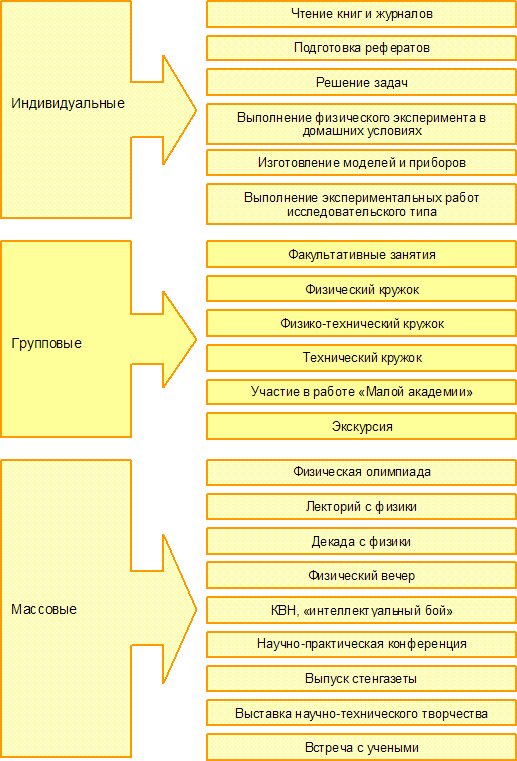 Индивидуальные
Чтение книг и журналов
Подготовка рефератов
Решение задач
Выполнение физического эксперимента в
домашних условиях
Изготовление моделей и приборов
Выполнение экспериментальных работ
исследовательского типа
Групповые
Факультативные занятия
Физический кружок
Физико-технический кружок
Технический кружок
Участие в работе «Малой академии»
Экскурсия
Массовые
Физическая олимпиада
Лекторий с физики
Декада с физики
Физический вечер
КВН, «интеллектуальный бой»
Научно-практическая конференция
Выпуск стенгазеты
Выставка научно-технического творчества
Встреча с учеными